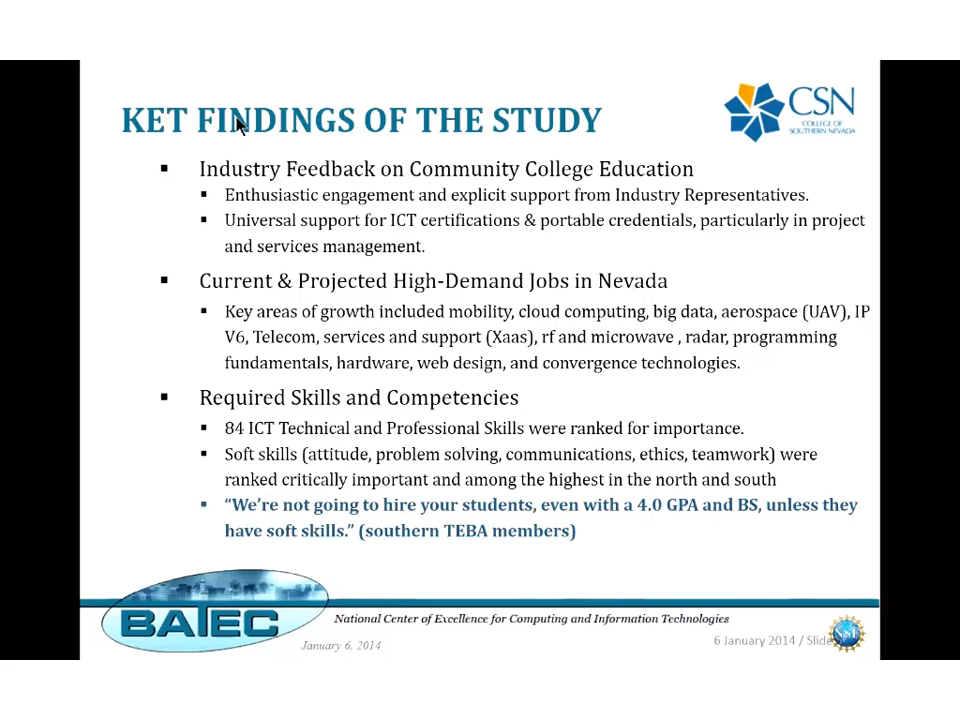 KET FINDINGS OF THE STUDY
CSN
COLLEGE OF
SOUTHERN NEVADA
▪ Industry Feedback on Community College Education
▪ Enthusiastic engagement and explicit support from Industry Representatives.
▪ Universal support for ICT certifications & portable credentials, particularly in project
and services management.
▪ Current & Projected High-Demand Jobs in Nevada
▪ Key areas of growth included mobility, cloud computing, big data, aerospace (UAV), IP
V6, Telecom, services and support (Xaas), rf and microwave , radar, programming
fundamentals, hardware, web design, and convergence technologies.
▪ Required Skills and Competencies
▪ 84 ICT Technical and Professional Skills were ranked for importance.
▪ Soft skills (attitude, problem solving, communications, ethics, teamwork) were
ranked critically important and among the highest in the north and south
▪ “We’re not going to hire your students, even with a 4.0 GPA and BS, unless they
have soft skills.” (southern TEBA members)
BATEC
National Center of Excellence for Computing and Information Technologies
January 6, 2014
6 January 2014 / Slide
NSF